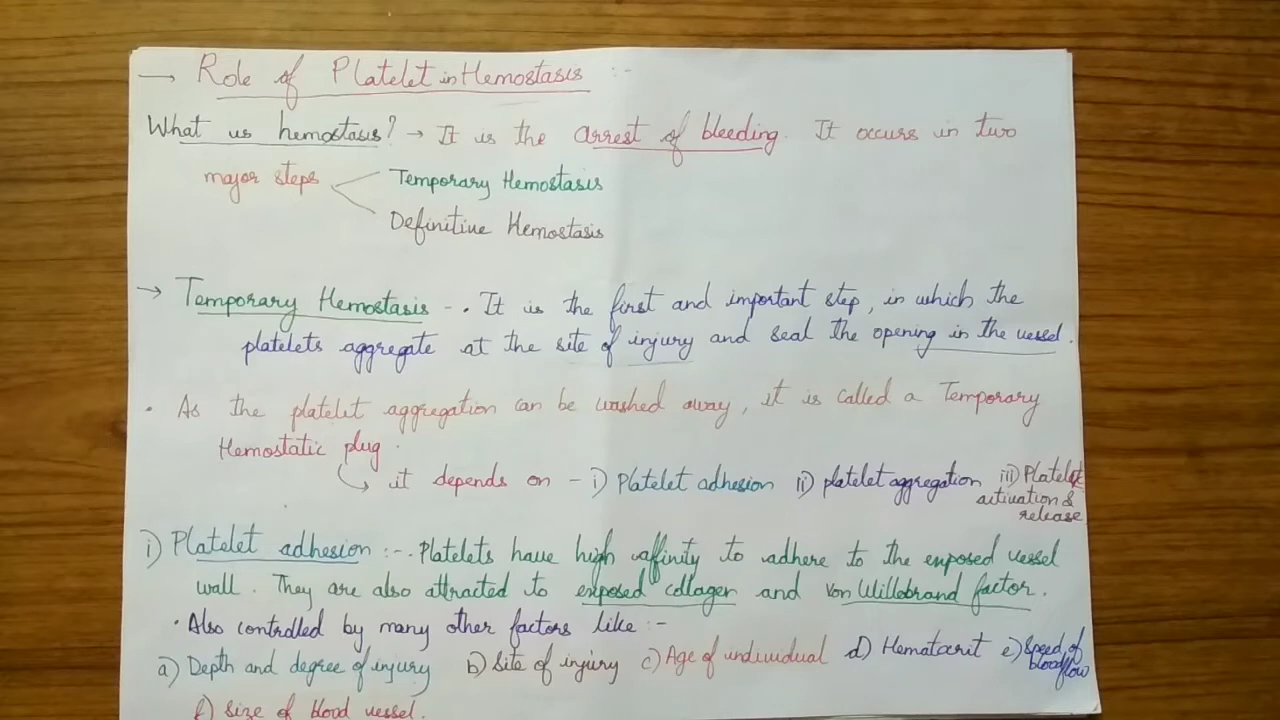 → Role of Platelet in Hemostasis :-
What is hemostasis? → It is the arrest of bleeding. It occurs in two
major steps
Temporary Hemostasis
Definitive Hemostasis
→ Temporary Hemostasis - . It is the first and important step, in which the
platelets aggregate at the site of injury and seal the opening in the vessel.
• As the platelet aggregation can be washed away, it is called a Temporary
Hemostatic plug.
↪ it depends on - i) Platelet adhesion ii) platelet aggregation iii) Platelet
activation &
release
i) Platelet adhesion :-. Platelets have high affinity to adhere to the exposed vessel
wall. They are also attracted to exposed collagen and von Willebrand factor.
• Also controlled by many other factors like :-
a) Depth and degree of injury b) Site of injury c) Age of individual d) Hematocrit e) Speed of
bloodflow
f) size of blood vessel.